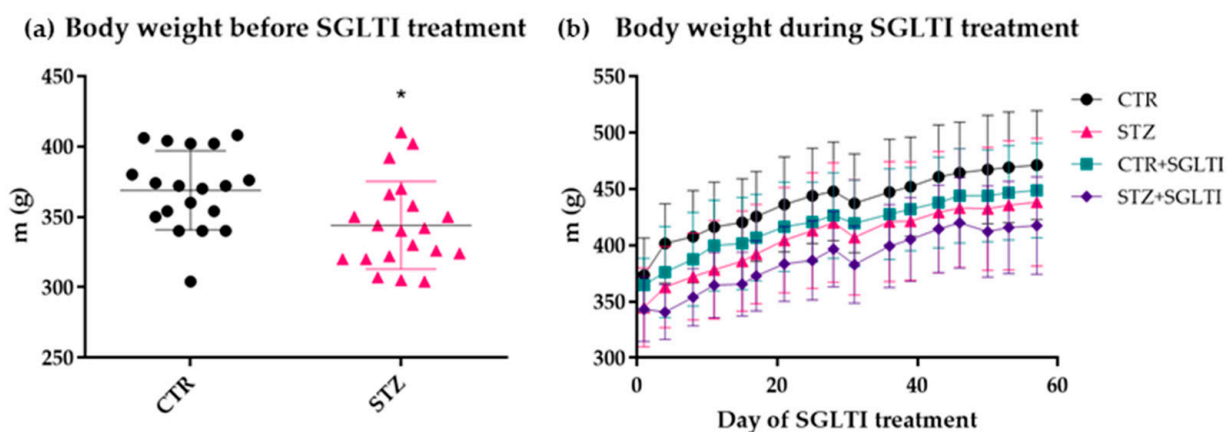 (a) Body weight before SGLTI treatment
450
400
350
300
250
m (g)
*
CTR
STZ
(b) Body weight during SGLTI treatment
550
500
450
400
350
300
m (g)
0
20
40
60
Day of SGLTI treatment
CTR
STZ
CTR+SGLTI
STZ+SGLTI